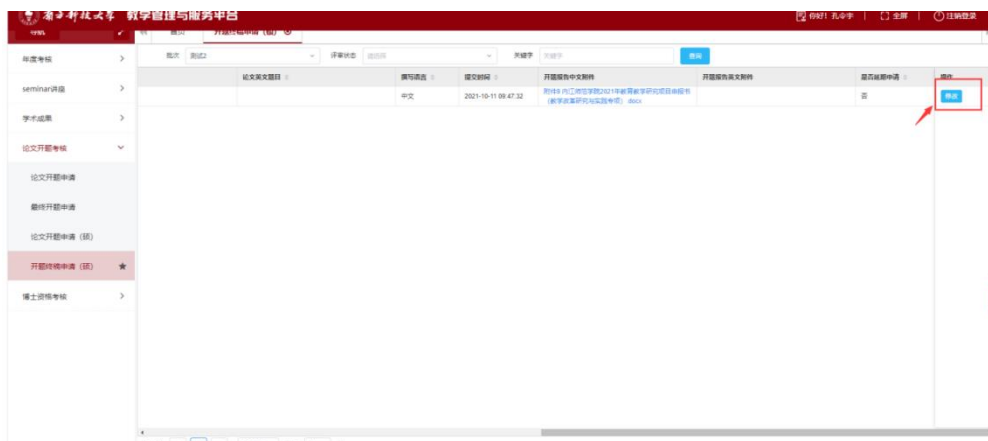 南方科技大学 教学管理与服务平台
你好! 孔令宇 | 全屏 | 注销登录
导航
首页
开题终稿申请(硕)
年度考核
批次 测试2
评审状态 请选择
关键字 关键字
查询
论文英文题目
撰写语言
提交时间
开题报告中文附件
开题报告英文附件
是否延期申请
操作
seminar讲座
中文
2021-10-11 09:47:32
附件8 内江师范学院2021年教育教学研究项目申报书
(教学改革研究与实践专项) .docx
否
修改
学术成果
论文开题考核
论文开题申请
最终开题申请
论文开题申请 (硕)
开题终稿申请 (硕)
博士资格考核